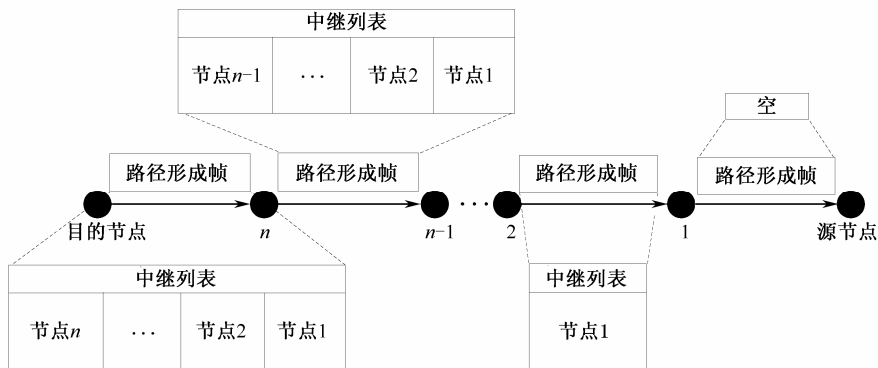 中继列表
节点n-1 ··· 节点2 节点1
空
路径形成帧 路径形成帧 路径形成帧 路径形成帧
···
目的节点 n n-1 2 1 源节点
中继列表 中继列表
节点n ··· 节点2 节点1 节点1